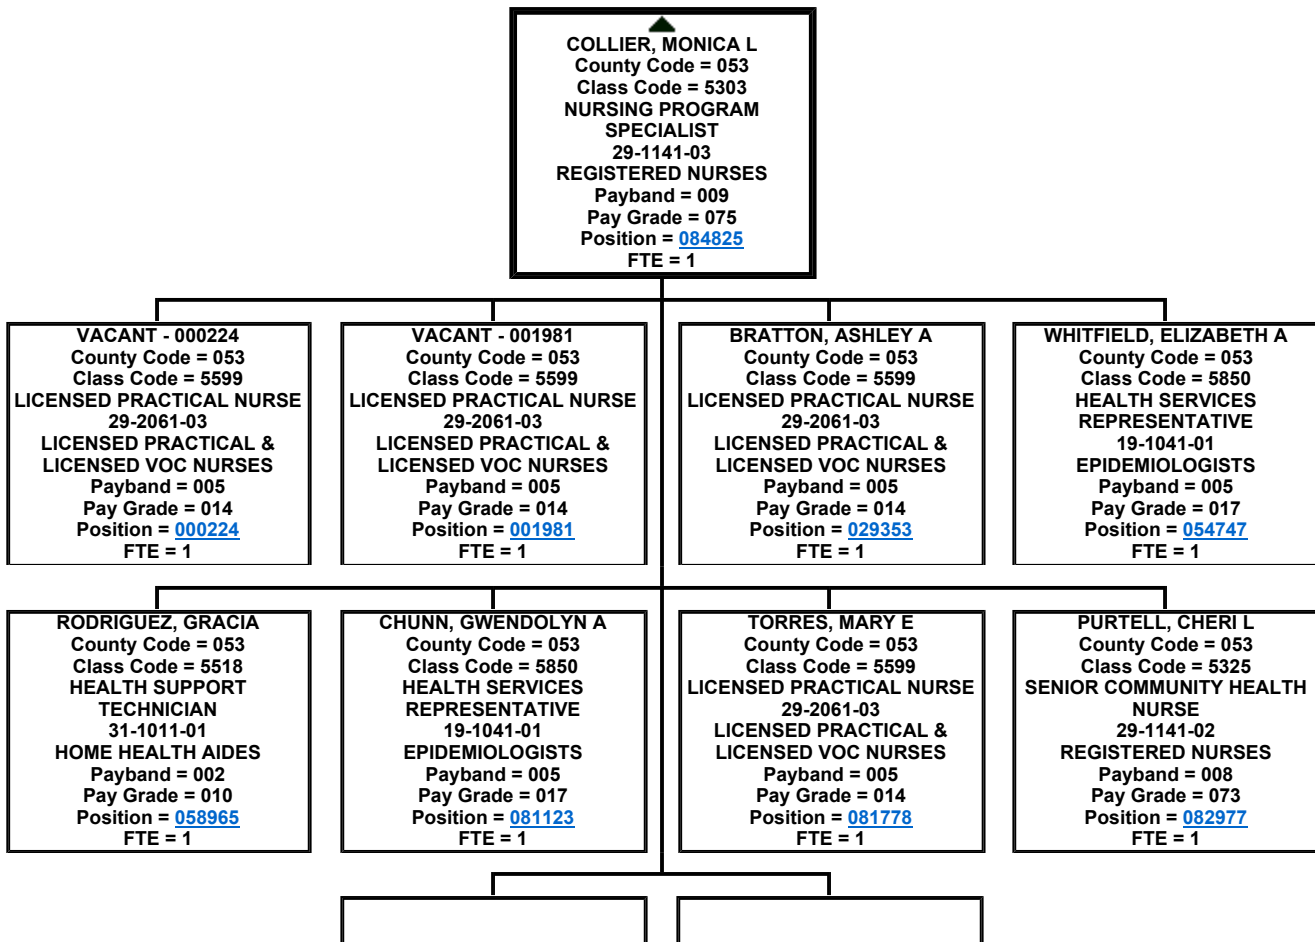 COLLIER, MONICA L
County Code = 053
Class Code = 5303
NURSING PROGRAM
SPECIALIST
29-1141-03
REGISTERED NURSES
Payband = 009
Pay Grade = 075
Position = 084825
FTE = 1
VACANT - 000224
County Code = 053
Class Code = 5599
LICENSED PRACTICAL NURSE
29-2061-03
LICENSED PRACTICAL &
LICENSED VOC NURSES
Payband = 005
Pay Grade = 014
Position = 000224
FTE = 1
VACANT - 001981
County Code = 053
Class Code = 5599
LICENSED PRACTICAL NURSE
29-2061-03
LICENSED PRACTICAL &
LICENSED VOC NURSES
Payband = 005
Pay Grade = 014
Position = 001981
FTE = 1
BRATTON, ASHLEY A
County Code = 053
Class Code = 5599
LICENSED PRACTICAL NURSE
29-2061-03
LICENSED PRACTICAL &
LICENSED VOC NURSES
Payband = 005
Pay Grade = 014
Position = 029353
FTE = 1
WHITFIELD, ELIZABETH A
County Code = 053
Class Code = 5850
HEALTH SERVICES
REPRESENTATIVE
19-1041-01
EPIDEMIOLOGISTS
Payband = 005
Pay Grade = 017
Position = 054747
FTE = 1
RODRIGUEZ, GRACIA
County Code = 053
Class Code = 5518
HEALTH SUPPORT
TECHNICIAN
31-1011-01
HOME HEALTH AIDES
Payband = 002
Pay Grade = 010
Position = 058965
FTE = 1
CHUNN, GWENDOLYN A
County Code = 053
Class Code = 5850
HEALTH SERVICES
REPRESENTATIVE
19-1041-01
EPIDEMIOLOGISTS
Payband = 005
Pay Grade = 017
Position = 081123
FTE = 1
TORRES, MARY E
County Code = 053
Class Code = 5599
LICENSED PRACTICAL NURSE
29-2061-03
LICENSED PRACTICAL &
LICENSED VOC NURSES
Payband = 005
Pay Grade = 014
Position = 081778
FTE = 1
PURTELL, CHERI L
County Code = 053
Class Code = 5325
SENIOR COMMUNITY HEALTH
NURSE
29-1141-02
REGISTERED NURSES
Payband = 008
Pay Grade = 073
Position = 082977
FTE = 1